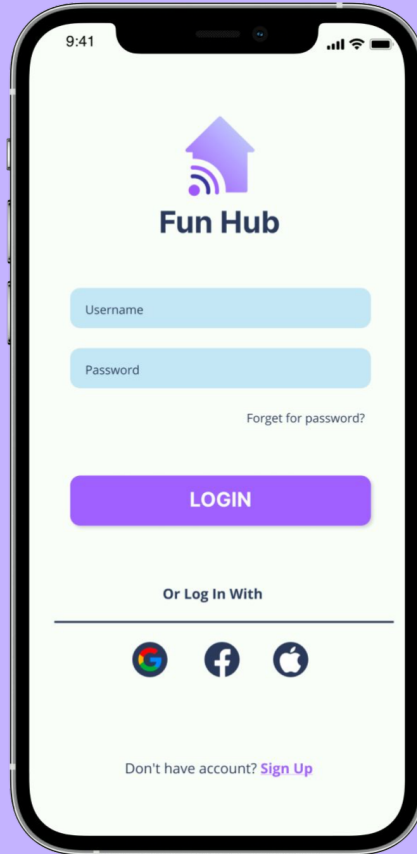 9:41
Fun Hub
Username
Password
Forget for password?
LOGIN
Or Log In With
Don't have account? Sign Up